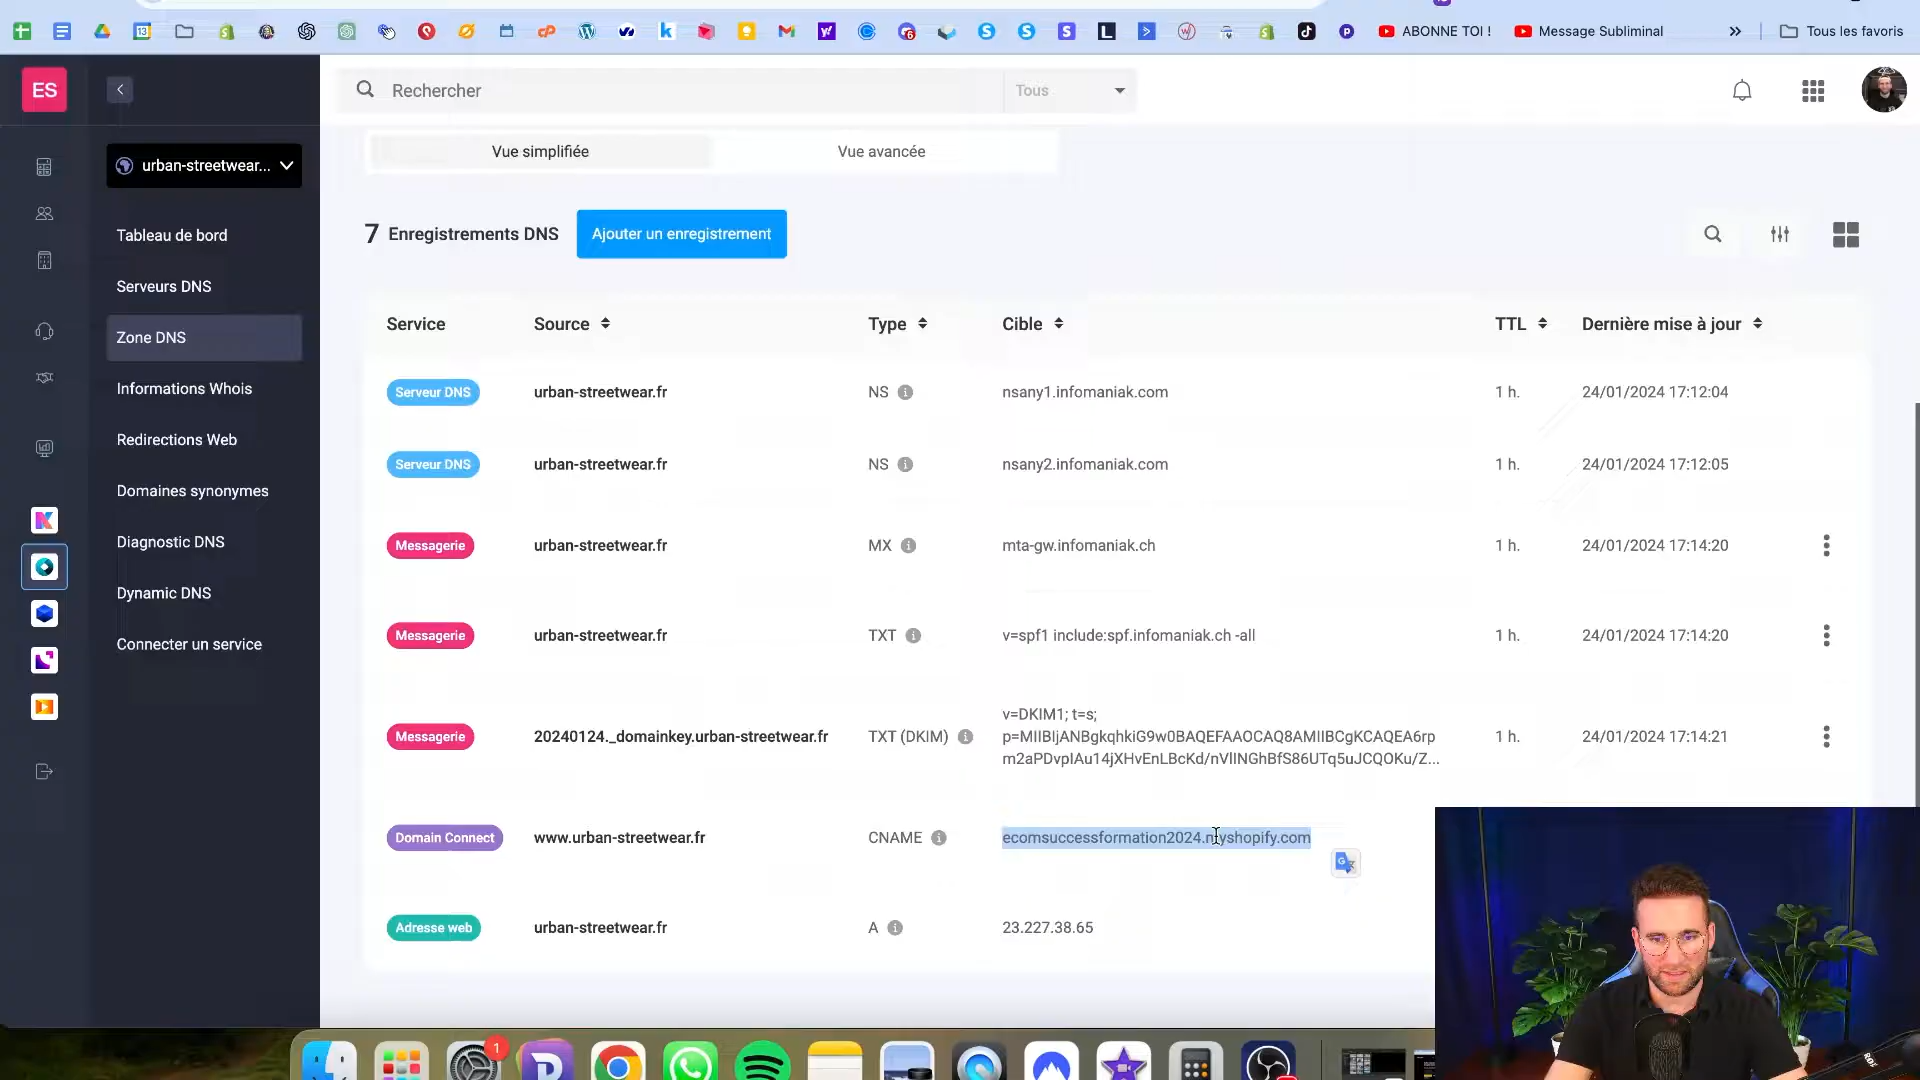 ABONNE TOI !
Message Subliminal
Tous les favoris
ES
Rechercher
Tous
Vue simplifiée
Vue avancée
urban-streetwear...
7 Enregistrements DNS
Ajouter un enregistrement
Tableau de bord
Serveurs DNS
Zone DNS
Informations Whois
Redirections Web
Domaines synonymes
Diagnostic DNS
Dynamic DNS
Connecter un service
Service Source Type Cible TTL Dernière mise à jour
Serveur DNS urban-streetwear.fr NS nsany1.infomaniak.com 1 h. 24/01/2024 17:12:04
Serveur DNS urban-streetwear.fr NS nsany2.infomaniak.com 1 h. 24/01/2024 17:12:05
Messagerie urban-streetwear.fr MX mta-gw.infomaniak.ch 1 h. 24/01/2024 17:14:20
Messagerie urban-streetwear.fr TXT v=spf1 include:spf.infomaniak.ch -all 1 h. 24/01/2024 17:14:20
v=DKIM1; t=s;
Messagerie 20240124._domainkey.urban-streetwear.fr TXT (DKIM) p=MIIBIjANBgkqhkiG9w0BAQEFAAOCAQ8AMIIBCgKCAQEA6rp 1 h. 24/01/2024 17:14:21
m2aPDvpIAu14jXHvEnLBcKd/nVlINGhBfS86UTq5uJCQOKu/Z...
Domain Connect www.urban-streetwear.fr CNAME ecomsuccessformation2024.myshopify.com
Adresse web urban-streetwear.fr A 23.227.38.65
1